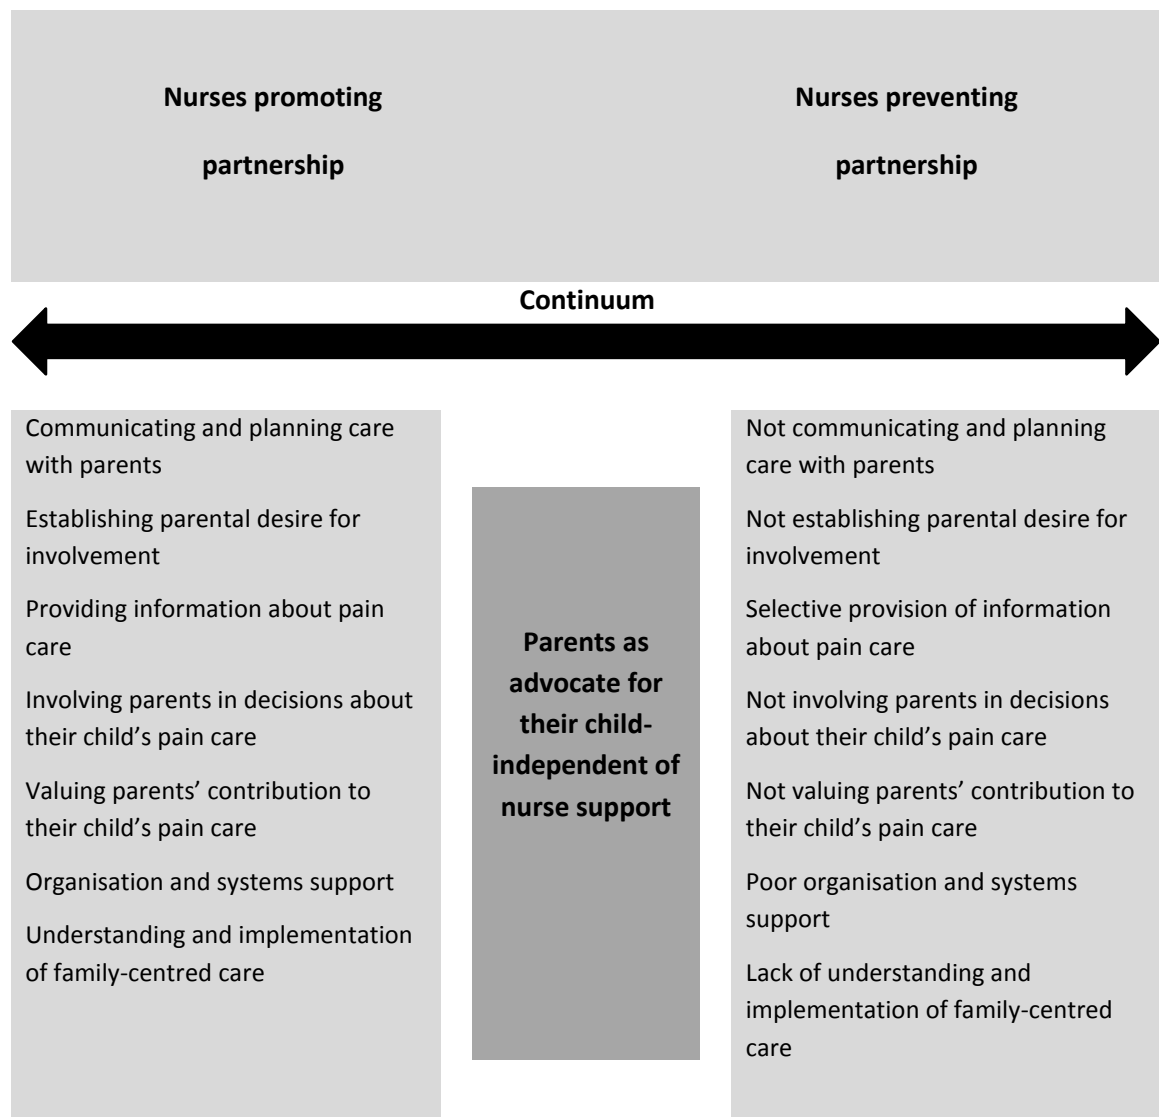 Nurses promoting
partnership
Nurses preventing
partnership
Continuum
Communicating and planning care
with parents
Establishing parental desire for
involvement
Providing information about pain
care
Involving parents in decisions about
their child’s pain care
Valuing parents’ contribution to
their child’s pain care
Organisation and systems support
Understanding and implementation
of family-centred care
Parents as
advocate for
their child-
independent of
nurse support
Not communicating and planning
care with parents
Not establishing parental desire for
involvement
Selective provision of information
about pain care
Not involving parents in decisions
about their child’s pain care
Not valuing parents’ contribution to
their child’s pain care
Poor organisation and systems
support
Lack of understanding and
implementation of family-centred
care